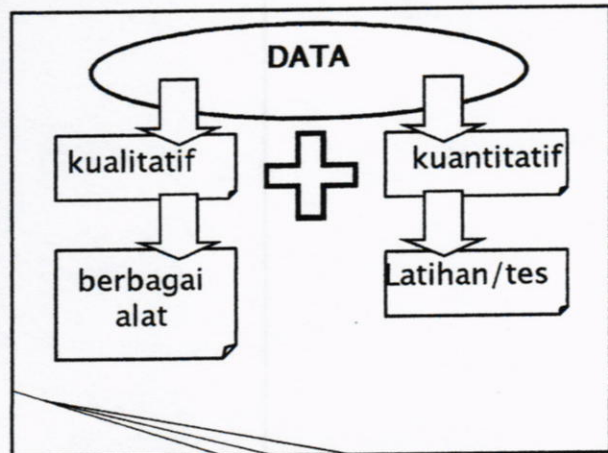 DATA
kualitatif
kuantitatif
berbagai
alat
Latihan/tes